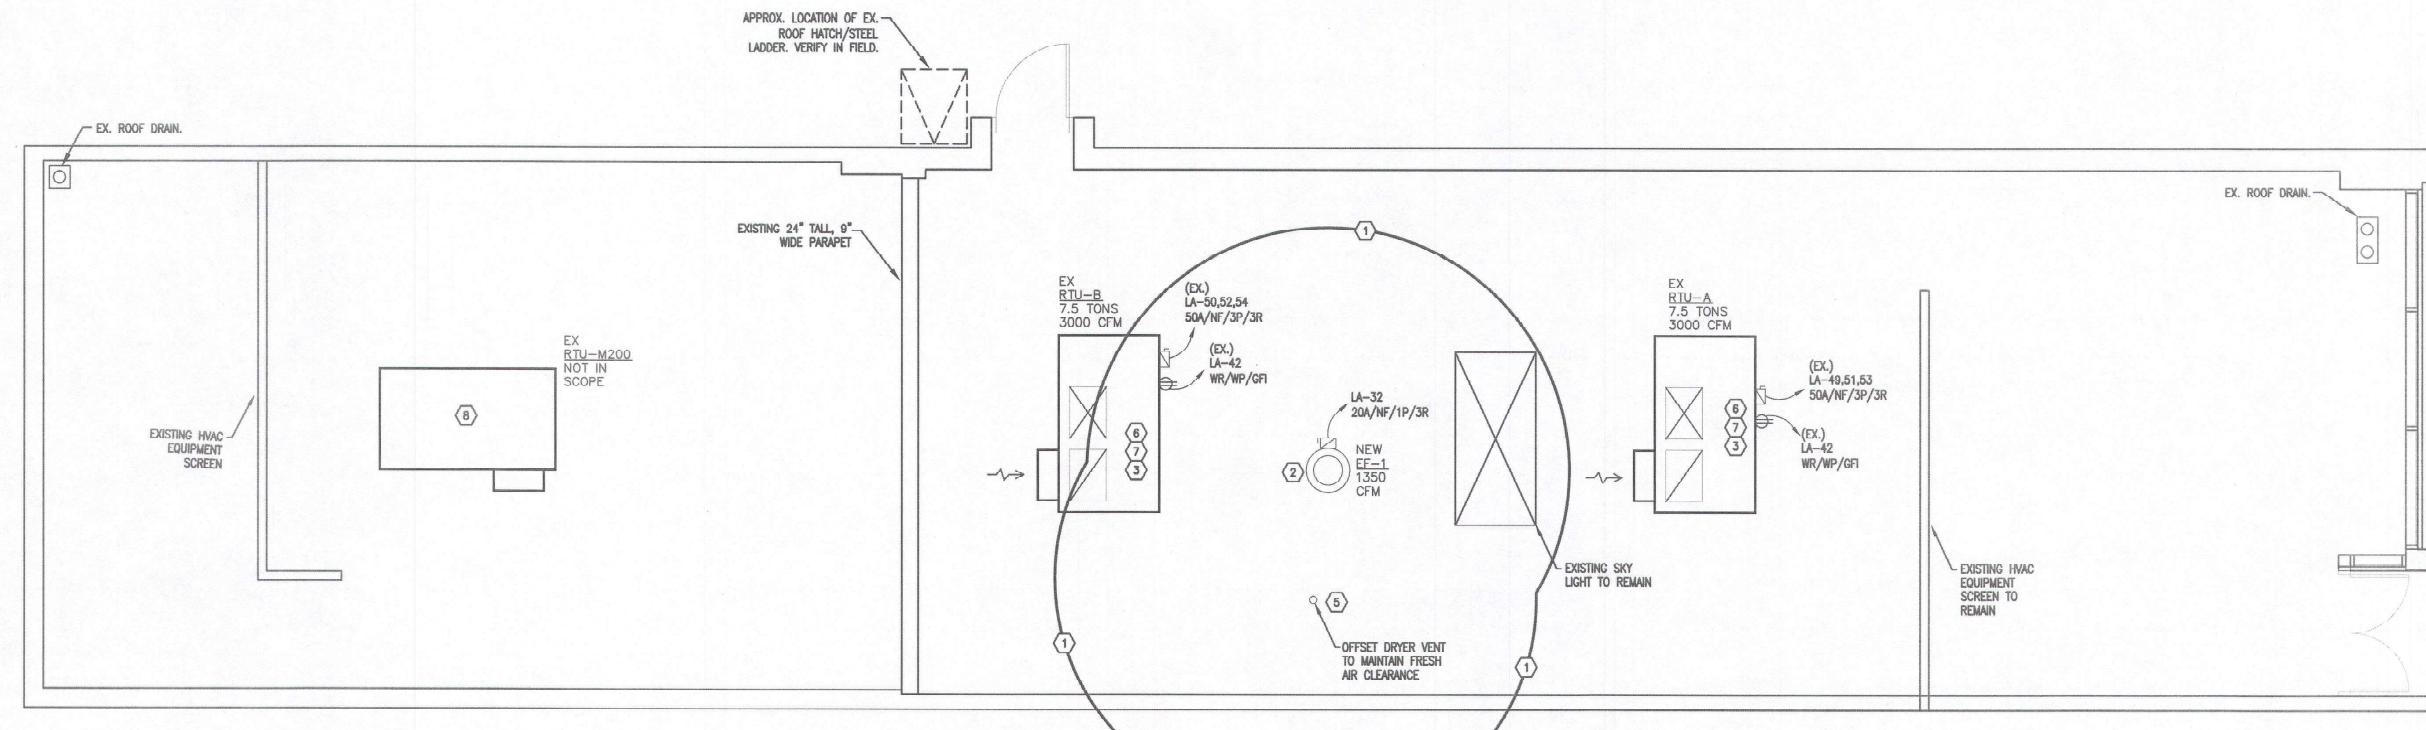 APPROX. LOCATION OF EX.
ROOF HATCH/STEEL
LADDER. VERIFY IN FIELD.
EX. ROOF DRAIN.
EX. ROOF DRAIN.
EXISTING 24" TALL, 9"
WIDE PARAPET
1
EX
RTU-B
7.5 TONS
3000 CFM
(EX.)
LA-50,52,54
50A/NF/3P/3R
(EX.)
LA-42
WR/WP/GFI
6
7
3
EX
RTU-A
7.5 TONS
3000 CFM
(EX.)
LA-49,51,53
50A/NF/3P/3R
(EX.)
LA-42
WR/WP/GFI
6
7
3
EX
RTU-M200
NOT IN
SCOPE
8
EXISTING HVAC
EQUIPMENT
SCREEN
LA-32
20A/NF/1P/3R
2
NEW
EF-1
1350
CFM
EXISTING SKY
LIGHT TO REMAIN
EXISTING HVAC
EQUIPMENT
SCREEN TO
REMAIN
5
OFFSET DRYER VENT
TO MAINTAIN FRESH
AIR CLEARANCE
1
1